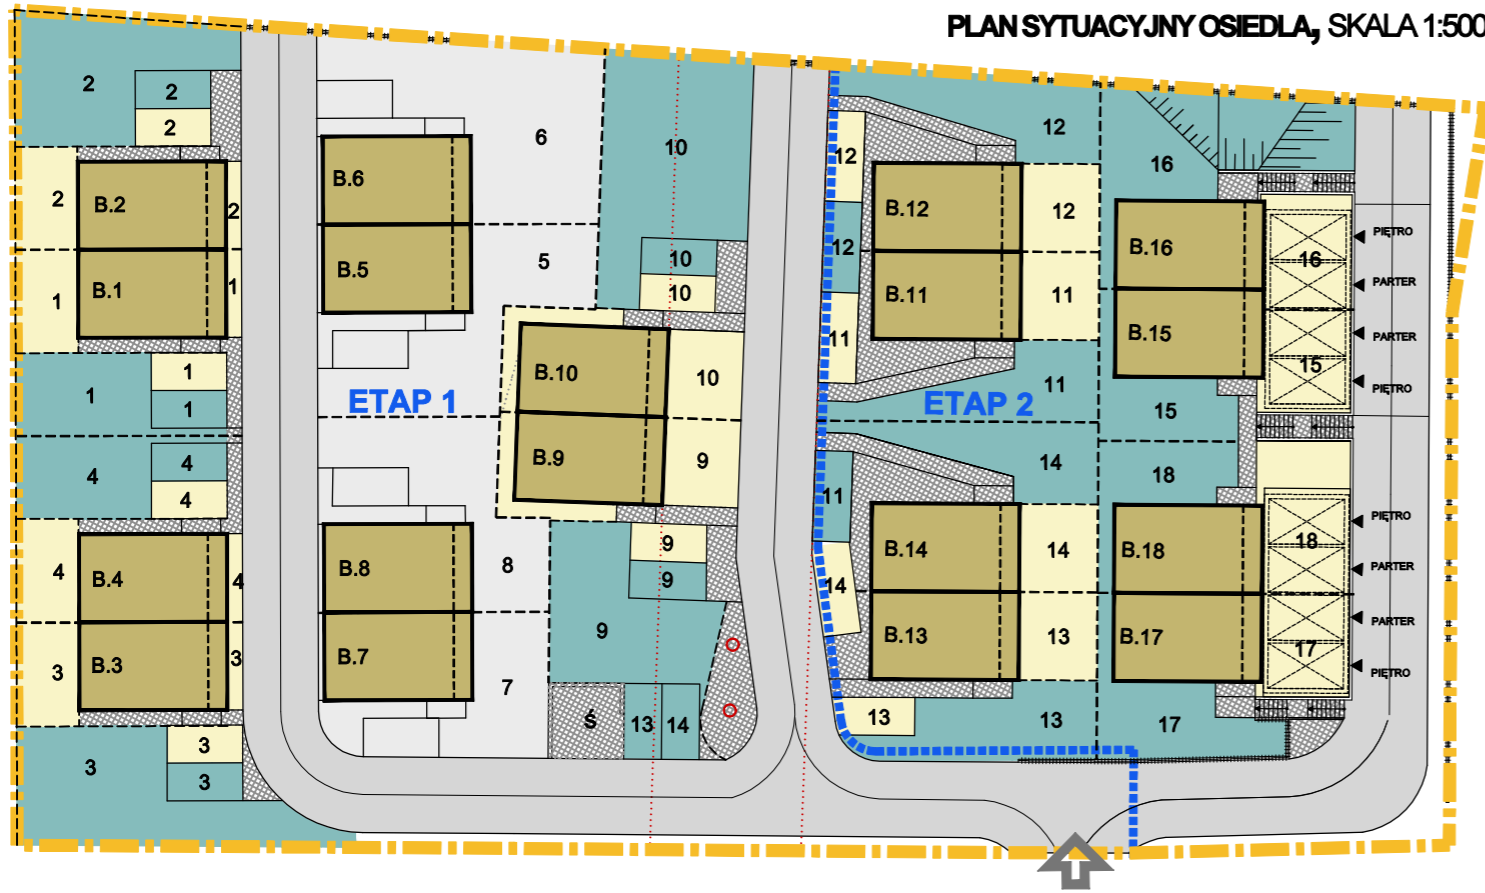 PLAN SYTUACYJNY OSIEDLA, SKALA 1:500
2
2
2
2
B.2
2
1
B.1
1
1
1
1
4
4
4
4
B.4
4
3
B.3
3
3
3
3
B.6
6
B.5
5
ETAP 1
B.8
8
B.7
7
10
10
10
B.10
10
B.9
9
9
9
9
Ś
13
14
12
12
12
B.12
12
11
B.11
11
11
ETAP 2
14
11
B.14
14
14
B.13
13
13
13
16
B.16
16
PIĘTRO
PARTER
B.15
15
PARTER
PIĘTRO
15
18
B.18
18
PIĘTRO
PARTER
B.17
17
PARTER
PIĘTRO
17